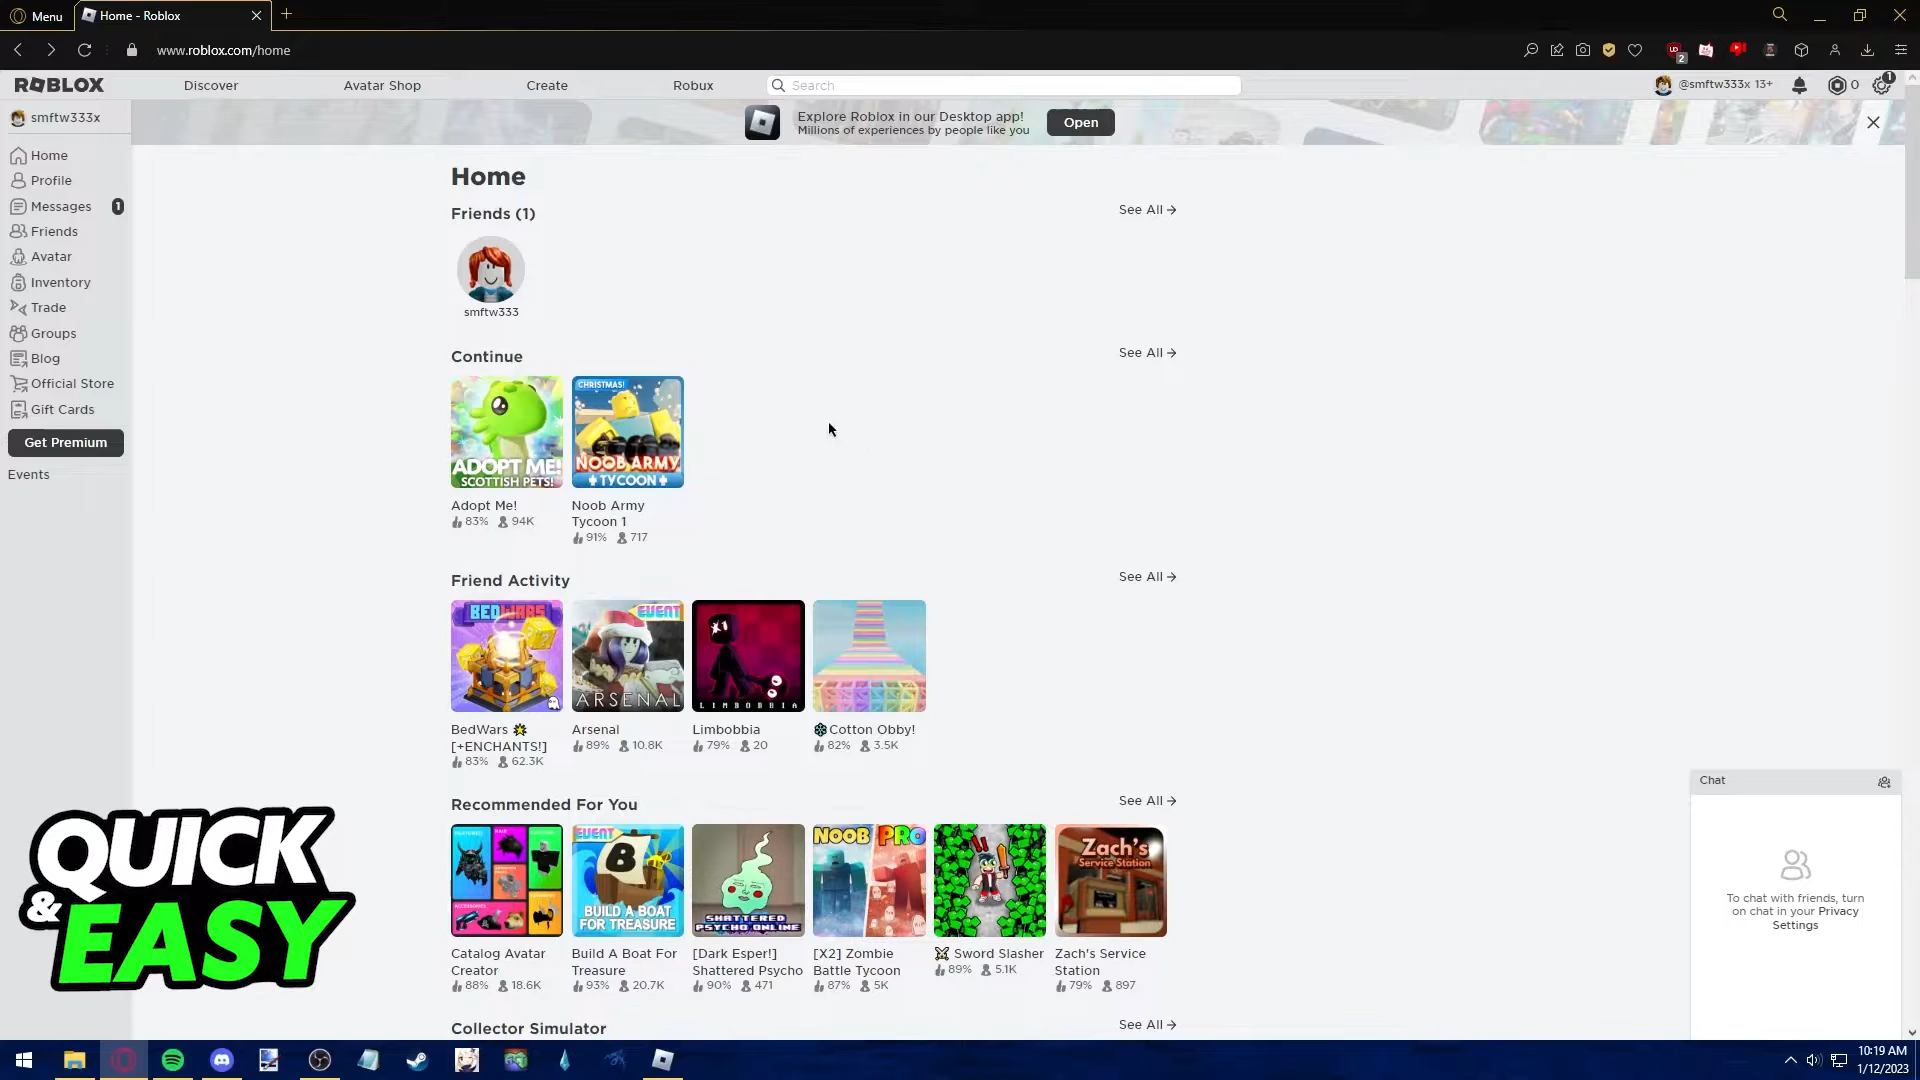 Menu
Home - Roblox
www.roblox.com/home
2
ROBLOX
Discover
Avatar Shop
Create
Robux
Search
@smftw333x 13+
0
1
smftw333x
Explore Roblox in our Desktop app!
Millions of experiences by people like you
Open
Home
Profile
Messages
1
Friends
Avatar
Inventory
Trade
Groups
Blog
Official Store
Gift Cards
Get Premium
Events
Home
Friends (1)
See All →
smftw333
Continue
See All →
ADOPT ME!
SCOTTISH PETS!
CHRISTMAS!
NOOB ARMY
TYCOON
Adopt Me!
83% 94K
Noob Army
Tycoon 1
91% 717
Friend Activity
See All →
BEDWARS
EVENT
ARSENAL
LIMBOBBIA
BedWars
[+ENCHANTS!]
83% 62.3K
Arsenal
89% 10.8K
Limbobbia
79% 20
Cotton Obby!
82% 3.5K
Recommended For You
See All →
EVENT
B
BUILD A BOAT
FOR TREASURE
SHATTERED
PSYCHO ONLINE
NOOB PRO
!!
Zach's
Service Station
Catalog Avatar
Creator
88% 18.6K
Build A Boat For
Treasure
93% 20.7K
[Dark Esper!]
Shattered Psycho
90% 471
[X2] Zombie
Battle Tycoon
87% 5K
Sword Slasher
89% 5.1K
Zach's Service
Station
79% 897
Collector Simulator
See All →
Chat
To chat with friends, turn
on chat in your Privacy
Settings
QUICK
& EASY
10:19 AM
1/12/2023